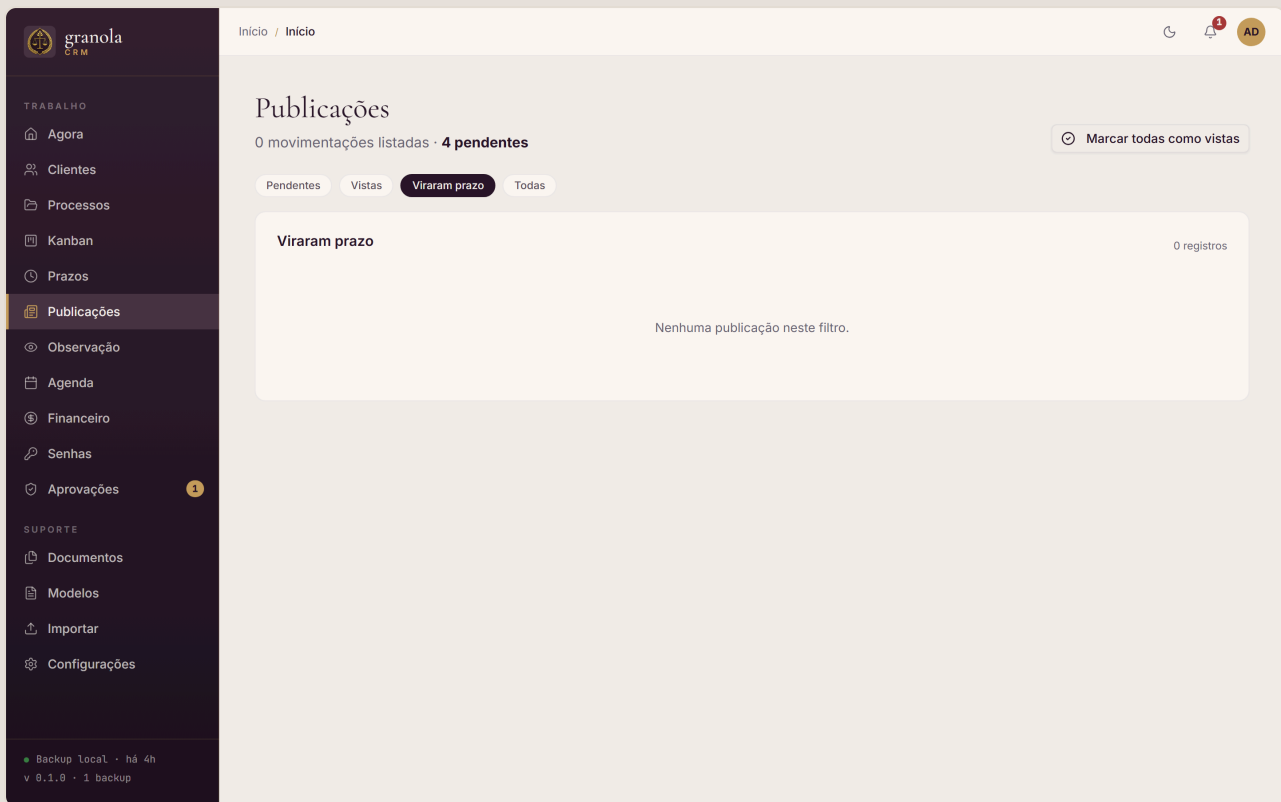 granola
CRM
Início / Início
1
AD
TRABALHO
Agora
Clientes
Processos
Kanban
Prazos
Publicações
Observação
Agenda
Financeiro
Senhas
Aprovações 1
SUPORTE
Documentos
Modelos
Importar
Configurações
Backup local · há 4h
v 0.1.0 · 1 backup
Publicações
0 movimentações listadas · 4 pendentes
Marcar todas como vistas
Pendentes Vistas Viraram prazo Todas
Viraram prazo
0 registros
Nenhuma publicação neste filtro.